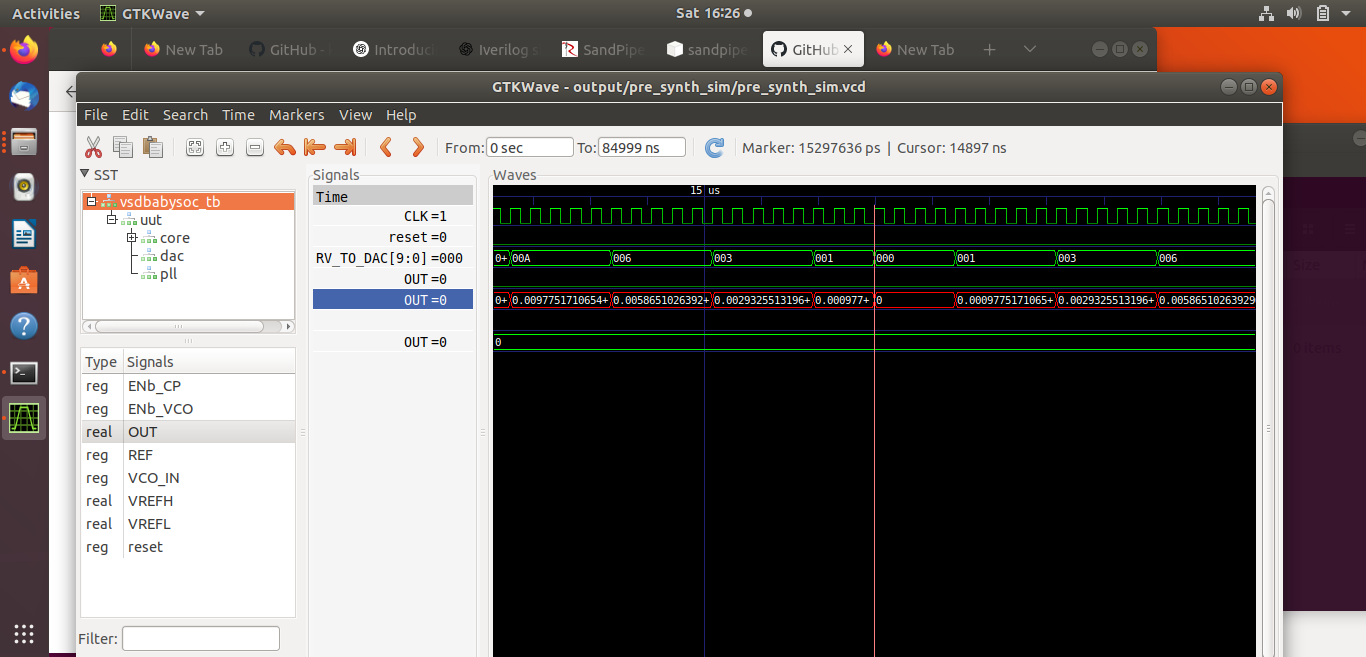 Activities GTKWave Sat 16:26
New Tab GitHub - Introduc Iverilog s SandPipe sandpipe GitHub New Tab
GTKWave - output/pre_synth_sim/pre_synth_sim.vcd
File Edit Search Time Markers View Help
From: 0 sec To: 84999 ns Marker: 15297636 ps | Cursor: 14897 ns
SST Signals Waves
vsdbabysoc_tb Time 15 us
uut CLK=1
core reset=0
dac RV_TO_DAC[9:0]=000 0+ 00A 006 003 001 000 001 003 006
pll OUT=0
OUT=0 0+ 0.0097751710654+ 0.0058651026392+ 0.0029325513196+ 0.000977+ 0 0.0009775171065+ 0.0029325513196+ 0.00586510263929
OUT=0 0
Type Signals
reg ENb_CP
reg ENb_VCO
real OUT
reg REF
reg VCO_IN
real VREFH
real VREFL
reg reset
Filter:
Size